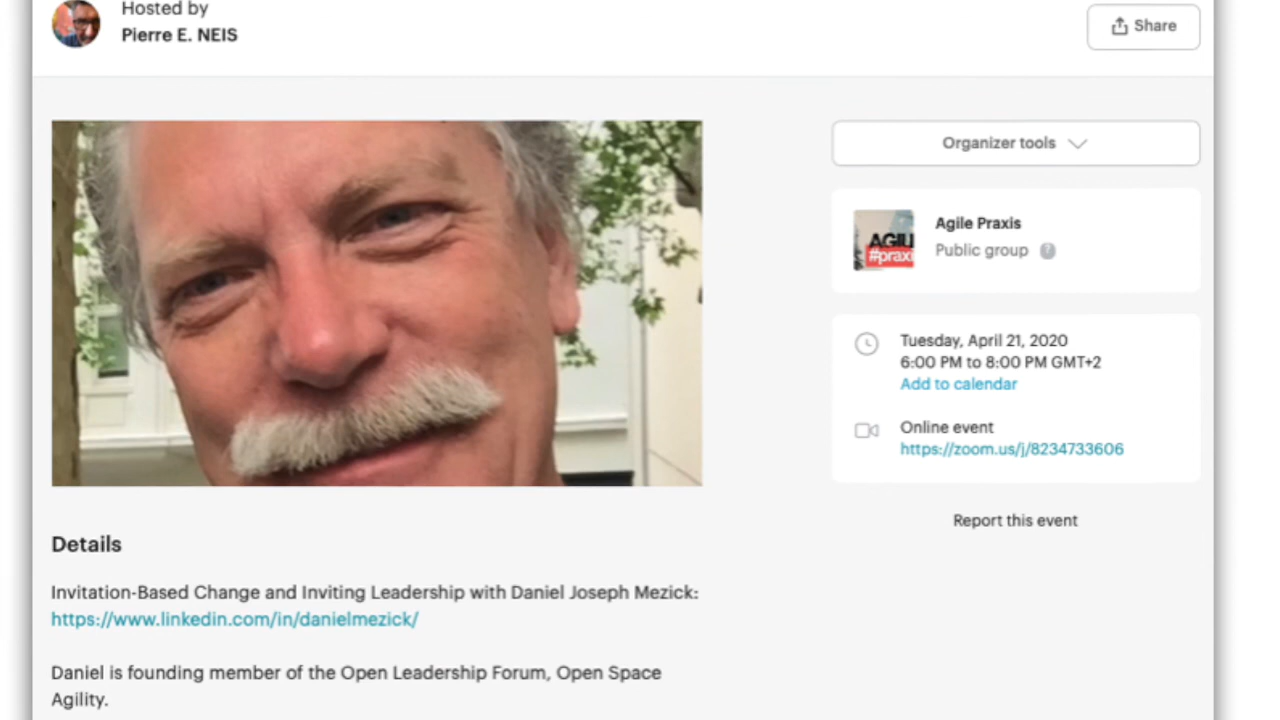 Hosted by
Pierre E. NEIS
Share
Organizer tools
AGIL
#praxi
Agile Praxis
Public group ?
Tuesday, April 21, 2020
6:00 PM to 8:00 PM GMT+2
Add to calendar
Online event
https://zoom.us/j/8234733606
Report this event
Details
Invitation-Based Change and Inviting Leadership with Daniel Joseph Mezick:
https://www.linkedin.com/in/danielmezick/
Daniel is founding member of the Open Leadership Forum, Open Space
Agility.